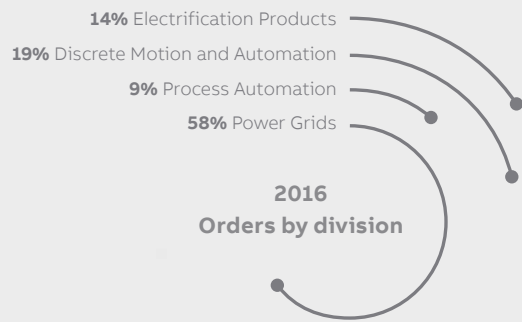 14% Electrification Products
19% Discrete Motion and Automation
9% Process Automation
58% Power Grids
2016
Orders by division